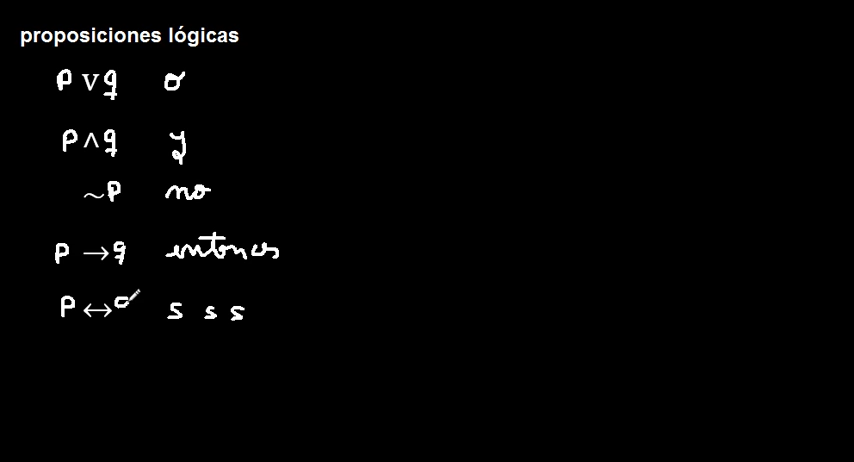 proposiciones lógicas
p ∨ q o
p ∧ q y
~p no
p → q entonces
p ↔ s s s